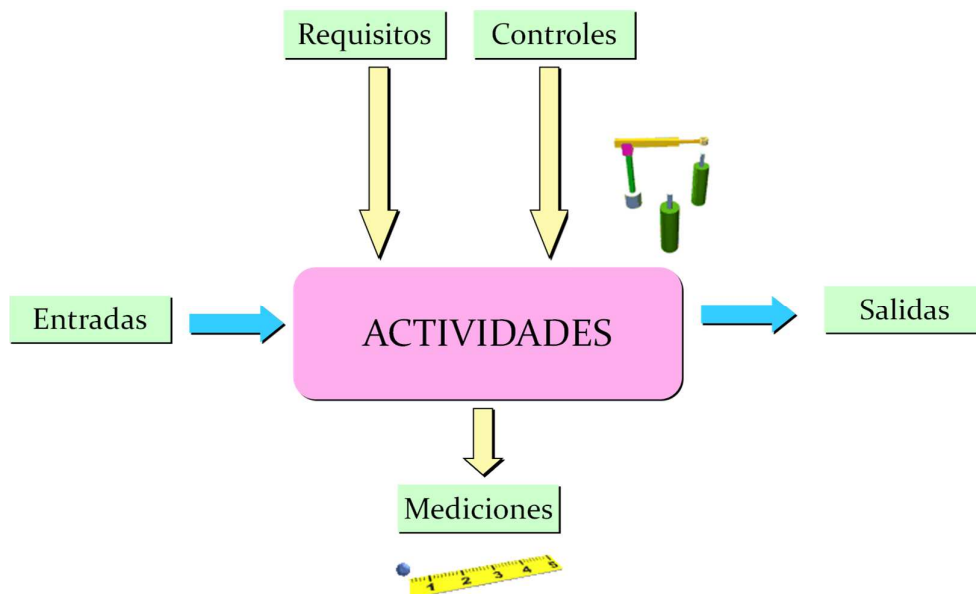 Requisitos
Controles
Entradas
ACTIVIDADES
Salidas
Mediciones
1 2 3 4 5